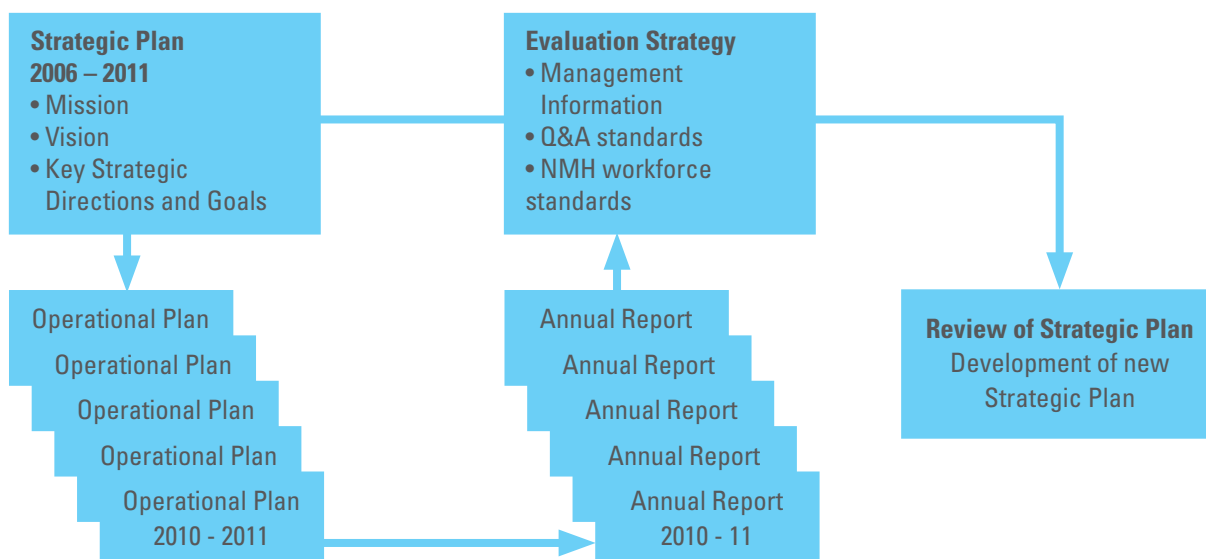 Strategic Plan
2006 – 2011
• Mission
• Vision
• Key Strategic
Directions and Goals
Evaluation Strategy
• Management
Information
• Q&A standards
• NMH workforce
standards
Operational Plan
Operational Plan
Operational Plan
Operational Plan
Operational Plan
2010 - 2011
Annual Report
Annual Report
Annual Report
Annual Report
Annual Report
2010 - 11
Review of Strategic Plan
Development of new
Strategic Plan